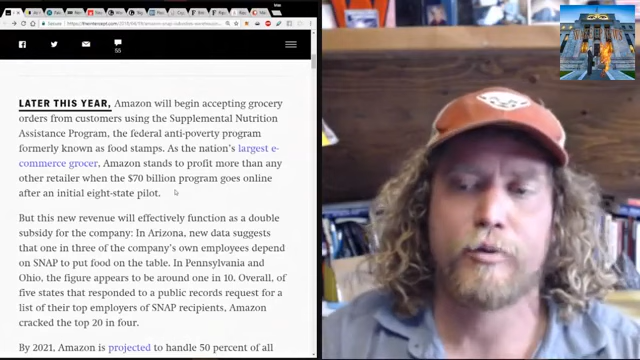 55
LATER THIS YEAR, Amazon will begin accepting grocery
orders from customers using the Supplemental Nutrition
Assistance Program, the federal anti-poverty program
formerly known as food stamps. As the nation's largest e-
commerce grocer, Amazon stands to profit more than any
other retailer when the $70 billion program goes online
after an initial eight-state pilot.
But this new revenue will effectively function as a double
subsidy for the company: In Arizona, new data suggests
that one in three of the company's own employees depend
on SNAP to put food on the table. In Pennsylvania and
Ohio, the figure appears to be around one in 10. Overall, of
five states that responded to a public records request for a
list of their top employers of SNAP recipients, Amazon
cracked the top 20 in four.
By 2021, Amazon is projected to handle 50 percent of all